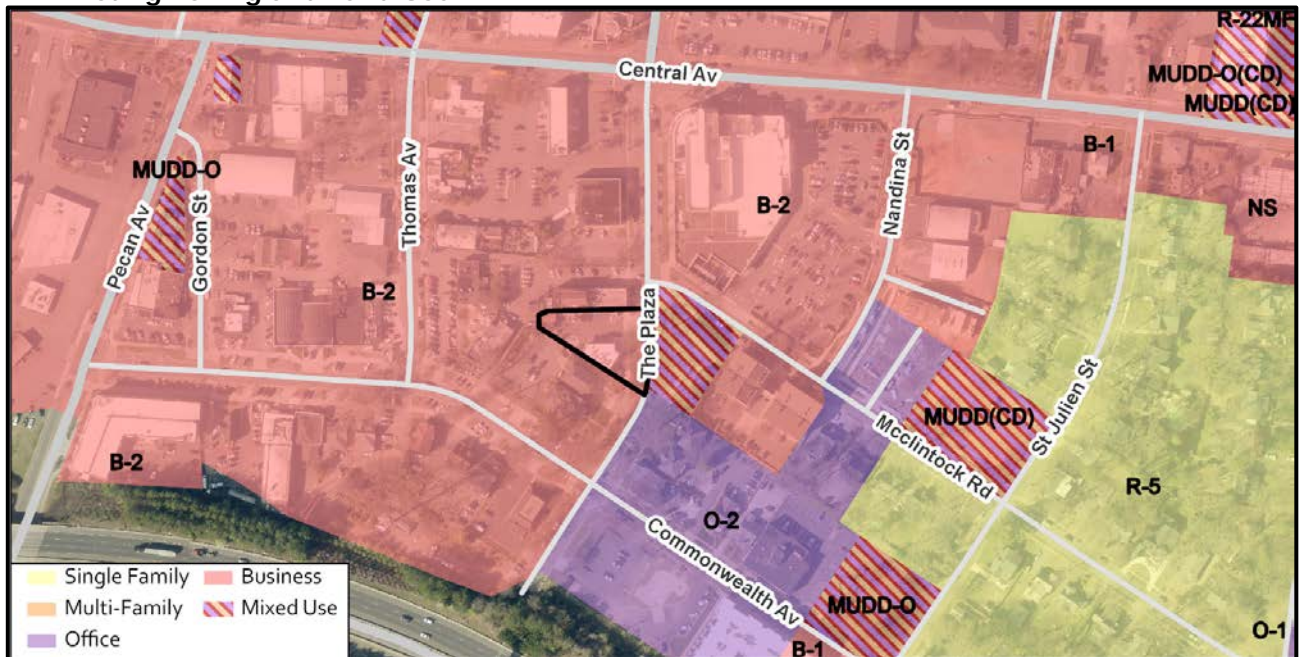 R-22MF
Central Av
MUDD-O(CD)
MUDD(CD)
B-1
MUDD-O
Pecan Av
Gordon St
Thomas Av
B-2
Nandina St
NS
B-2
The Plaza
MUDD(CD)
St Julien St
Mcclintock Rd
R-5
B-2
O-2
Commonwealth Av
MUDD-O
O-1
B-1
Single Family
Business
Multi-Family
Mixed Use
Office